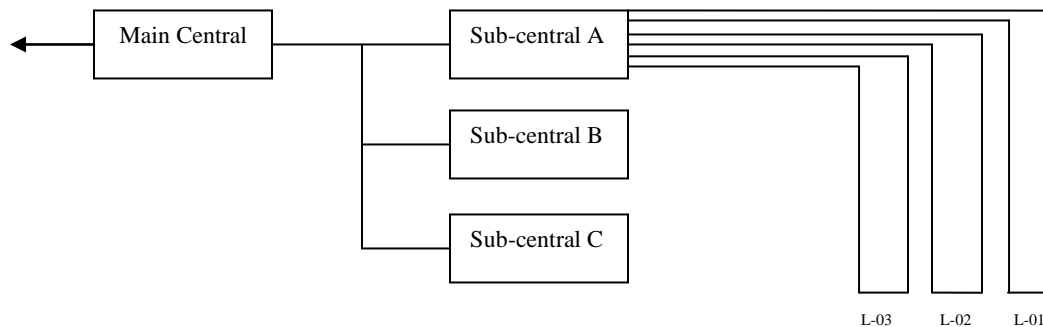 Main Central
Sub-central A
Sub-central B
Sub-central C
L-03 L-02 L-01